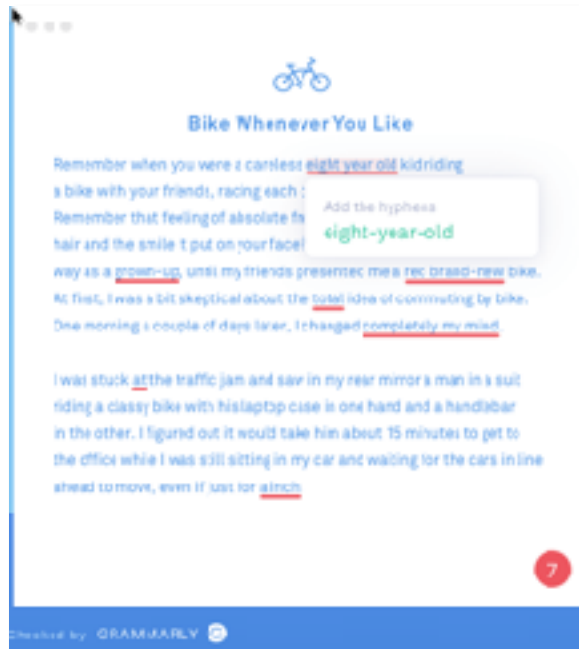 Bike Whenever You Like
Remember when you were a careless eight year old kid riding
a bike with your friends, racing each
Remember that feeling of absolute
hair and the smile t put on your face!
way as a grown-up, until my friends presented me a red brand-new bike.
At first, I was a bit skeptical about the total idea of commuting by bike.
One morning a couple of days later, I changed completely my mind
Add the hyphens
eight-year-old
I was stuck at the traffic jam and saw in my rear mirror a man in a suit
riding a classy bike with his laptop case in one hand and a handlebar
in the other. I figured out it would take him about 15 minutes to get to
the office while I was still sitting in my car and waiting for the cars in line
ahead to move, even if just for a inch
7
Checked by GRAMMARLY